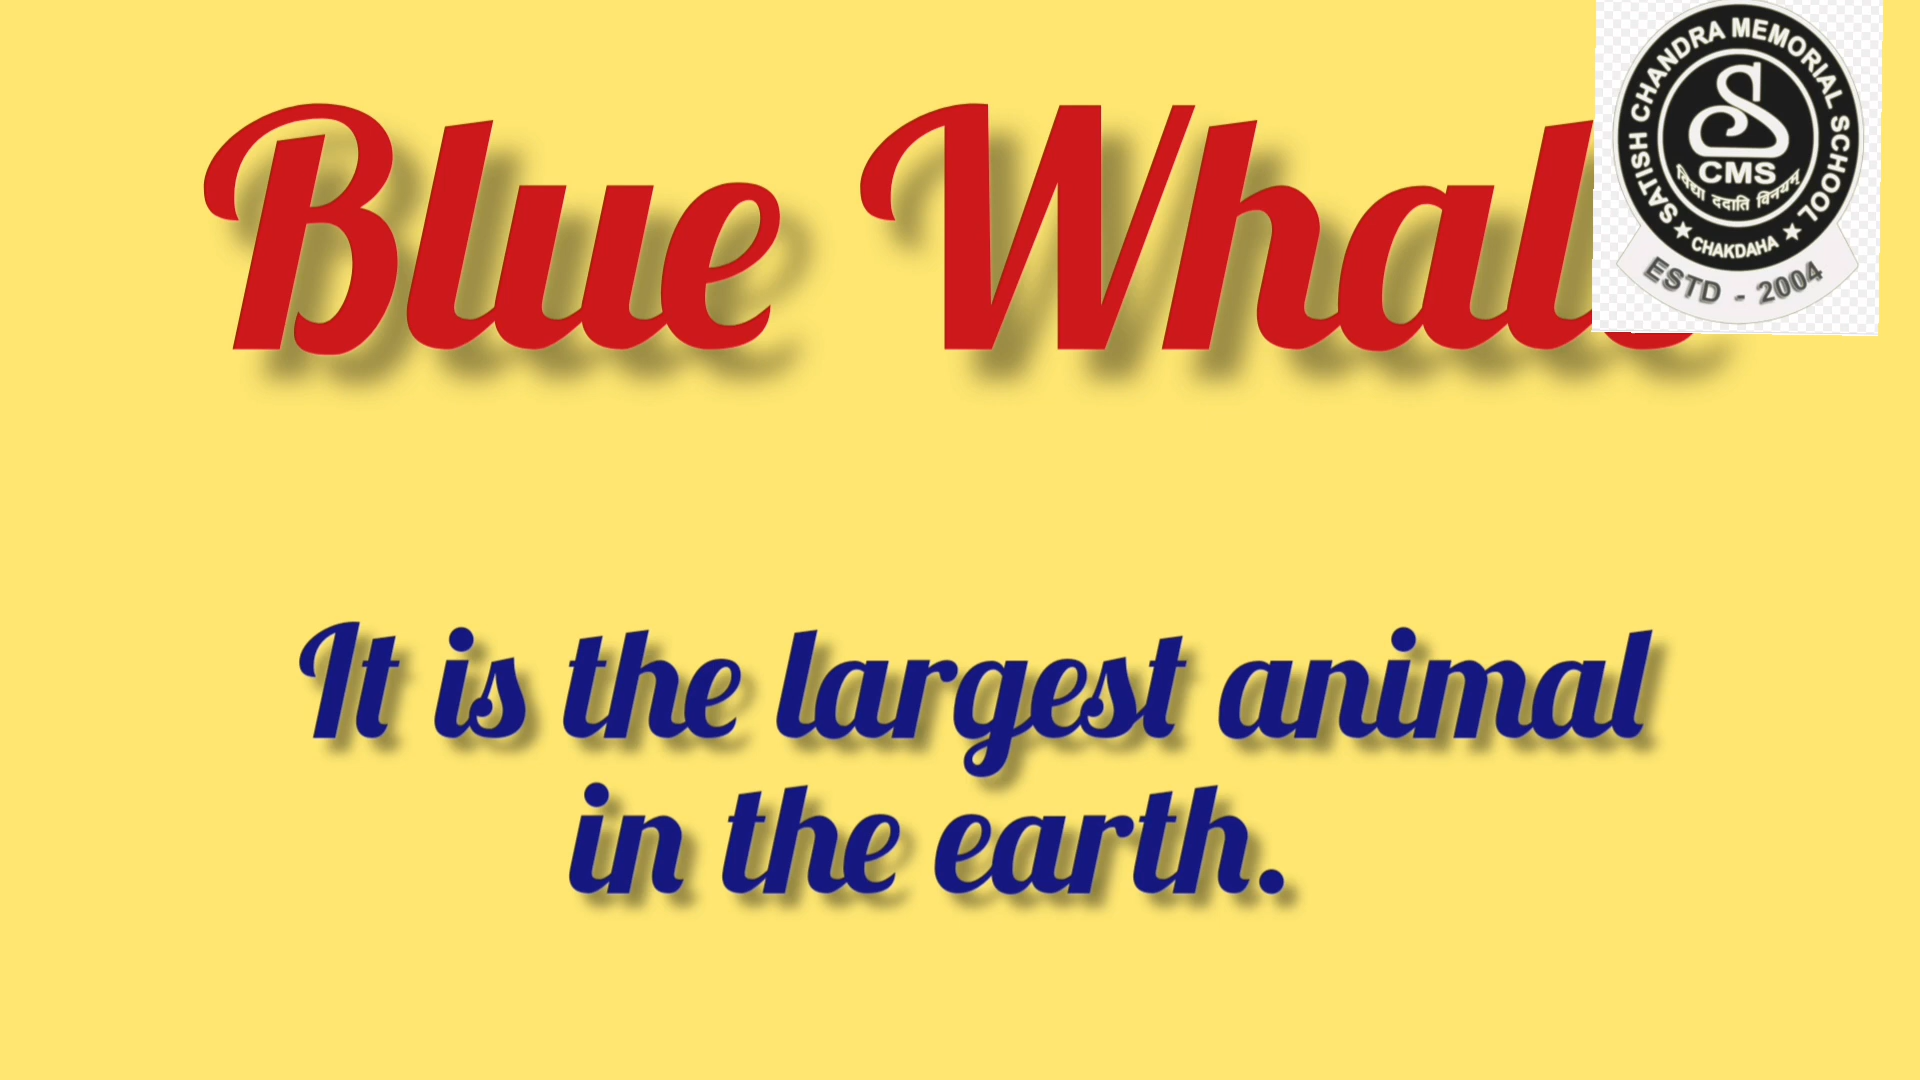 Blue Whale
SATISH CHANDRA MEMORIAL SCHOOL
S
CMS
विद्या ददाति विनयम्
CHAKDAHA
ESTD - 2004
It is the largest animal
in the earth.